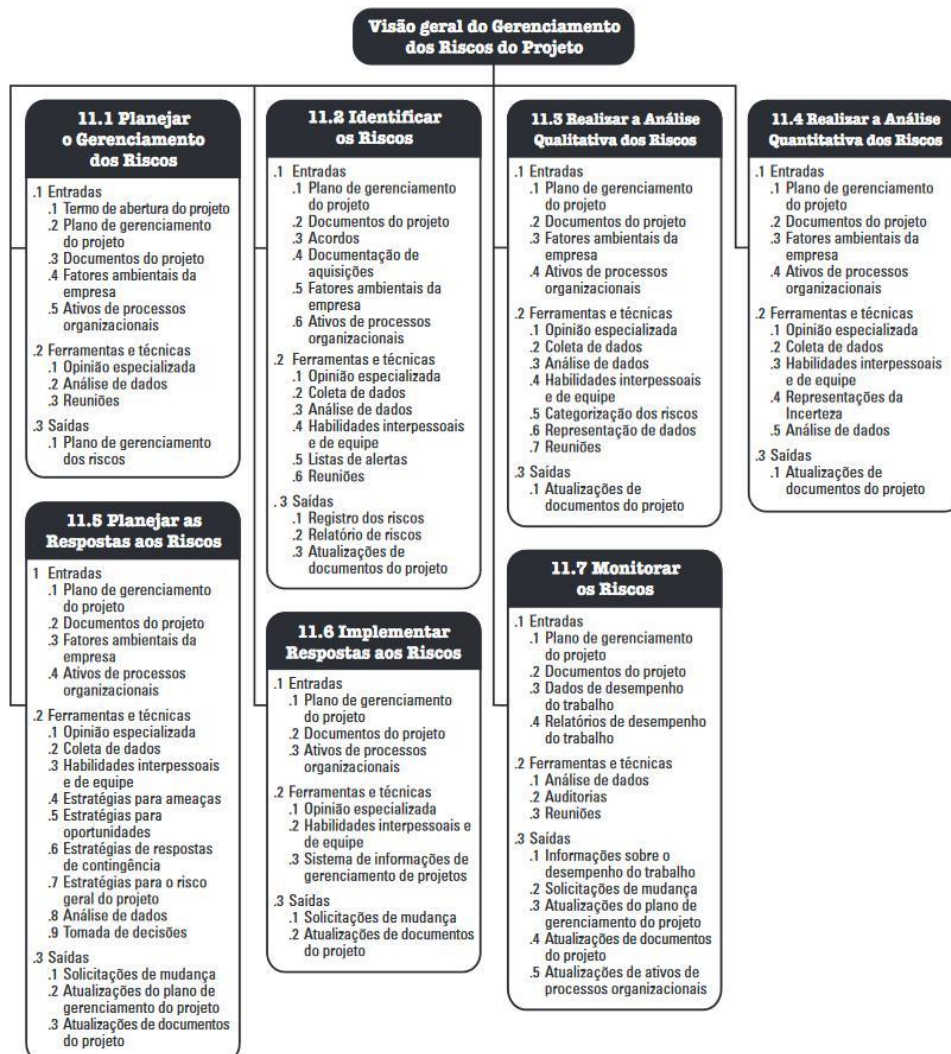 Visão geral do Gerenciamento
dos Riscos do Projeto
11.1 Planejar
o Gerenciamento
dos Riscos
.1 Entradas
.1 Termo de abertura do projeto
.2 Plano de gerenciamento
do projeto
.3 Documentos do projeto
.4 Fatores ambientais da
empresa
.5 Ativos de processos
organizacionais
.2 Ferramentas e técnicas
.1 Opinião especializada
.2 Análise de dados
.3 Reuniões
.3 Saídas
.1 Plano de gerenciamento
dos riscos
11.2 Identificar
os Riscos
.1 Entradas
.1 Plano de gerenciamento
do projeto
.2 Documentos do projeto
.3 Acordos
.4 Documentação de
aquisições
.5 Fatores ambientais da
empresa
.6 Ativos de processos
organizacionais
.2 Ferramentas e técnicas
.1 Opinião especializada
.2 Coleta de dados
.3 Análise de dados
.4 Habilidades interpessoais
e de equipe
.5 Listas de alertas
.6 Reuniões
. 3 Saídas
.1 Registro dos riscos
.2 Relatório de riscos
.3 Atualizações de
documentos do projeto
11.3 Realizar a Análise
Qualitativa dos Riscos
.1 Entradas
.1 Plano de gerenciamento
do projeto
.2 Documentos do projeto
.3 Fatores ambientais da
empresa
.4 Ativos de processos
organizacionais
.2 Ferramentas e técnicas
.1 Opinião especializada
.2 Coleta de dados
.3 Análise de dados
.4 Habilidades interpessoais
e de equipe
.5 Categorização dos riscos
.6 Representação de dados
.7 Reuniões
.3 Saídas
.1 Atualizações de
documentos do projeto
11.4 Realizar a Análise
Quantitativa dos Riscos
.1 Entradas
.1 Plano de gerenciamento
do projeto
.2 Documentos do projeto
.3 Fatores ambientais da
empresa
.4 Ativos de processos
organizacionais
.2 Ferramentas e técnicas
.1 Opinião especializada
.2 Coleta de dados
.3 Habilidades interpessoais
e de equipe
.4 Representações da
Incerteza
.5 Análise de dados
.3 Saídas
.1 Atualizações de
documentos do projeto
11.5 Planejar as
Respostas aos Riscos
1 Entradas
.1 Plano de gerenciamento
do projeto
.2 Documentos do projeto
.3 Fatores ambientais da
empresa
.4 Ativos de processos
organizacionais
.2 Ferramentas e técnicas
.1 Opinião especializada
.2 Coleta de dados
.3 Habilidades interpessoais
e de equipe
.4 Estratégias para ameaças
.5 Estratégias para
oportunidades
.6 Estratégias de respostas
de contingência
.7 Estratégias para o risco
geral do projeto
.8 Análise de dados
.9 Tomada de decisões
.3 Saídas
.1 Solicitações de mudança
.2 Atualizações do plano de
gerenciamento do projeto
.3 Atualizações de documentos
do projeto
11.6 Implementar
Respostas aos Riscos
.1 Entradas
.1 Plano de gerenciamento
do projeto
.2 Documentos do projeto
.3 Ativos de processos
organizacionais
.2 Ferramentas e técnicas
.1 Opinião especializada
.2 Habilidades interpessoais e
de equipe
.3 Sistema de informações de
gerenciamento de projetos
.3 Saídas
.1 Solicitações de mudança
.2 Atualizações de documentos
do projeto
11.7 Monitorar
os Riscos
.1 Entradas
.1 Plano de gerenciamento
do projeto
.2 Documentos do projeto
.3 Dados de desempenho
do trabalho
.4 Relatórios de desempenho
do trabalho
.2 Ferramentas e técnicas
.1 Análise de dados
.2 Auditorias
.3 Reuniões
.3 Saídas
.1 Informações sobre o
desempenho do trabalho
.2 Solicitações de mudança
.3 Atualizações do plano de
gerenciamento do projeto
.4 Atualizações de documentos
do projeto
.5 Atualizações de ativos de
processos organizacionais